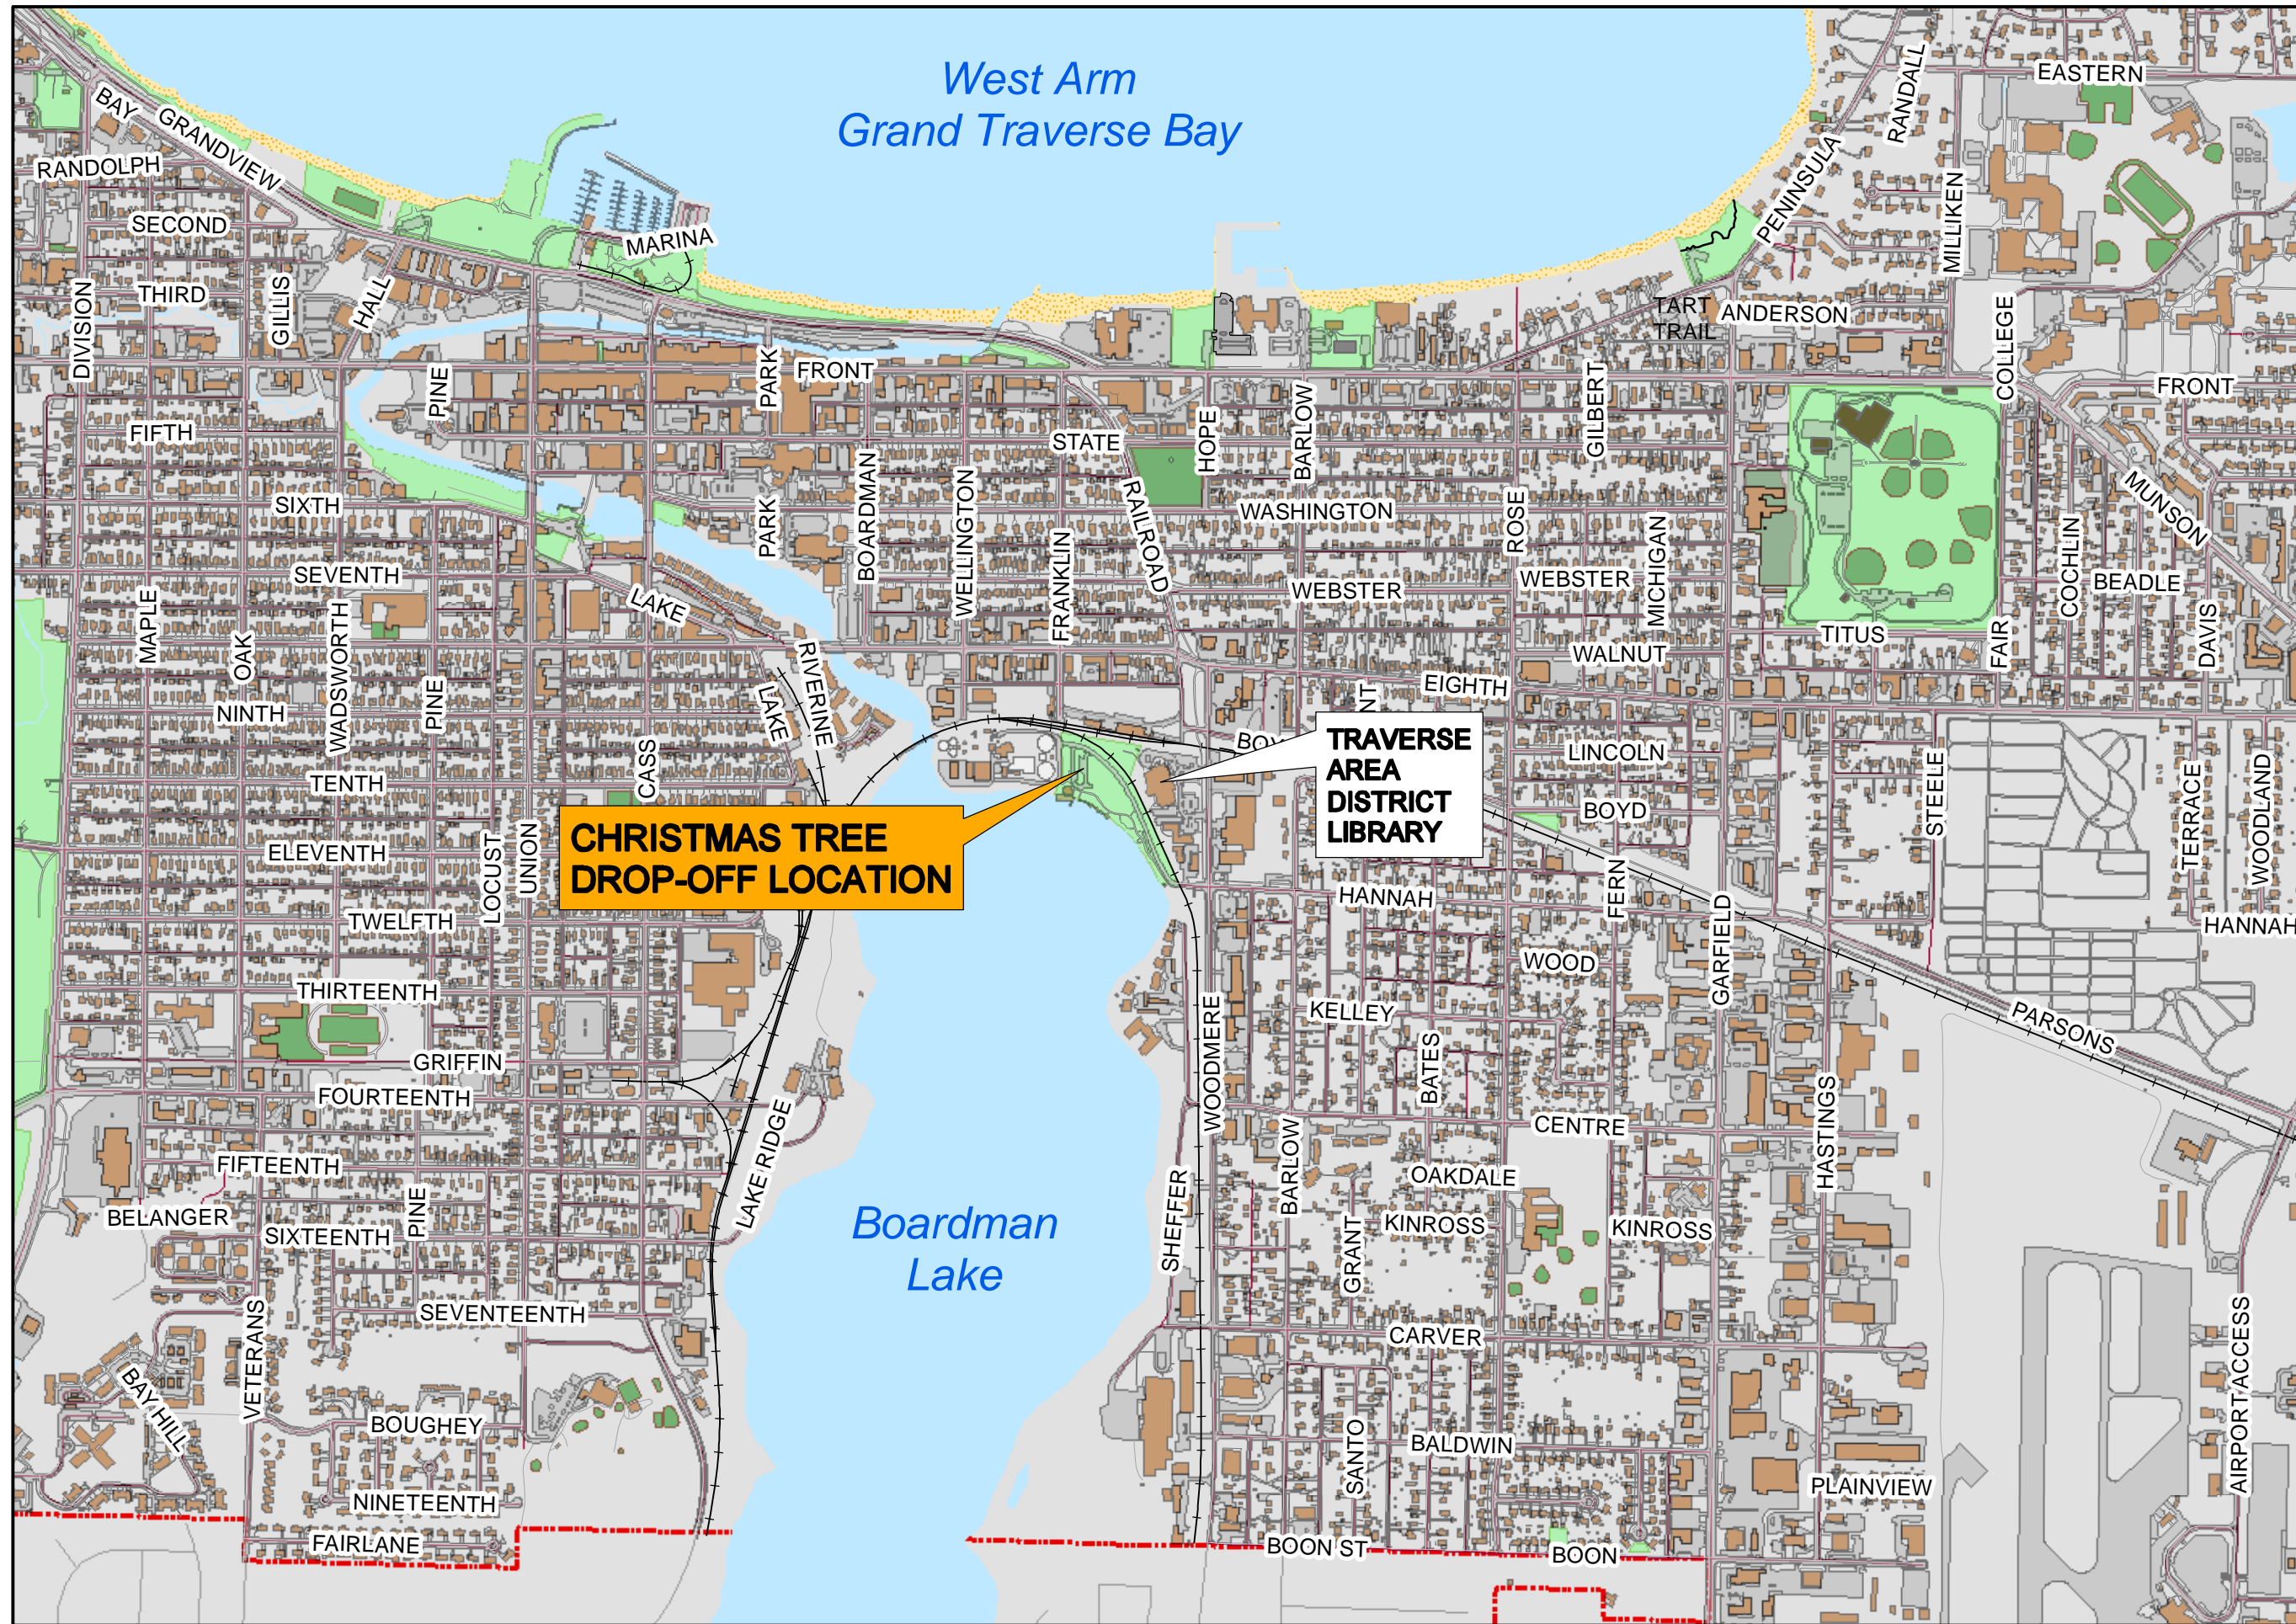 West Arm
Grand Traverse Bay
EASTERN
RANDALL
BAY
GRANDVIEW
RANDOLPH
PENINSULA
MILLIKEN
SECOND
MARINA
DIVISION
THIRD
GILLIS
HALL
TART
TRAIL
ANDERSON
COLLEGE
PINE
PARK
FRONT
HOPE
BARLOW
GILBERT
FRONT
FIFTH
STATE
SIXTH
PARK
BOARDMAN
WELLINGTON
RAILROAD
WASHINGTON
ROSE
MICHIGAN
MUNSON
COCHLIN
SEVENTH
LAKE
FRANKLIN
WEBSTER
WEBSTER
BEADLE
MAPLE
OAK
WADSWORTH
RIVERINE
WALNUT
TITUS
FAIR
DAVIS
NINTH
PINE
LAKE
EIGHTH
CASS
TRAVERSE
AREA
DISTRICT
LIBRARY
LINCOLN
TENTH
BOYD
STEELE
TERRACE
WOODLAND
CHRISTMAS TREE
DROP-OFF LOCATION
ELEVENTH
LOCUST
UNION
HANNAH
FERN
TWELFTH
GARFIELD
HANNAH
WOOD
THIRTEENTH
WOODMERE
KELLEY
PARSONS
GRIFFIN
BATES
FOURTEENTH
HASTINGS
LAKE RIDGE
CENTRE
FIFTEENTH
BARLOW
OAKDALE
BELANGER
PINE
SHEFFER
KINROSS
KINROSS
SIXTEENTH
Boardman
Lake
GRANT
SEVENTEENTH
VETERANS
CARVER
AIRPORT ACCESS
BAY HILL
BOUGHEY
SANTO
BALDWIN
PLAINVIEW
NINETEENTH
FAIRLANE
BOON ST
BOON